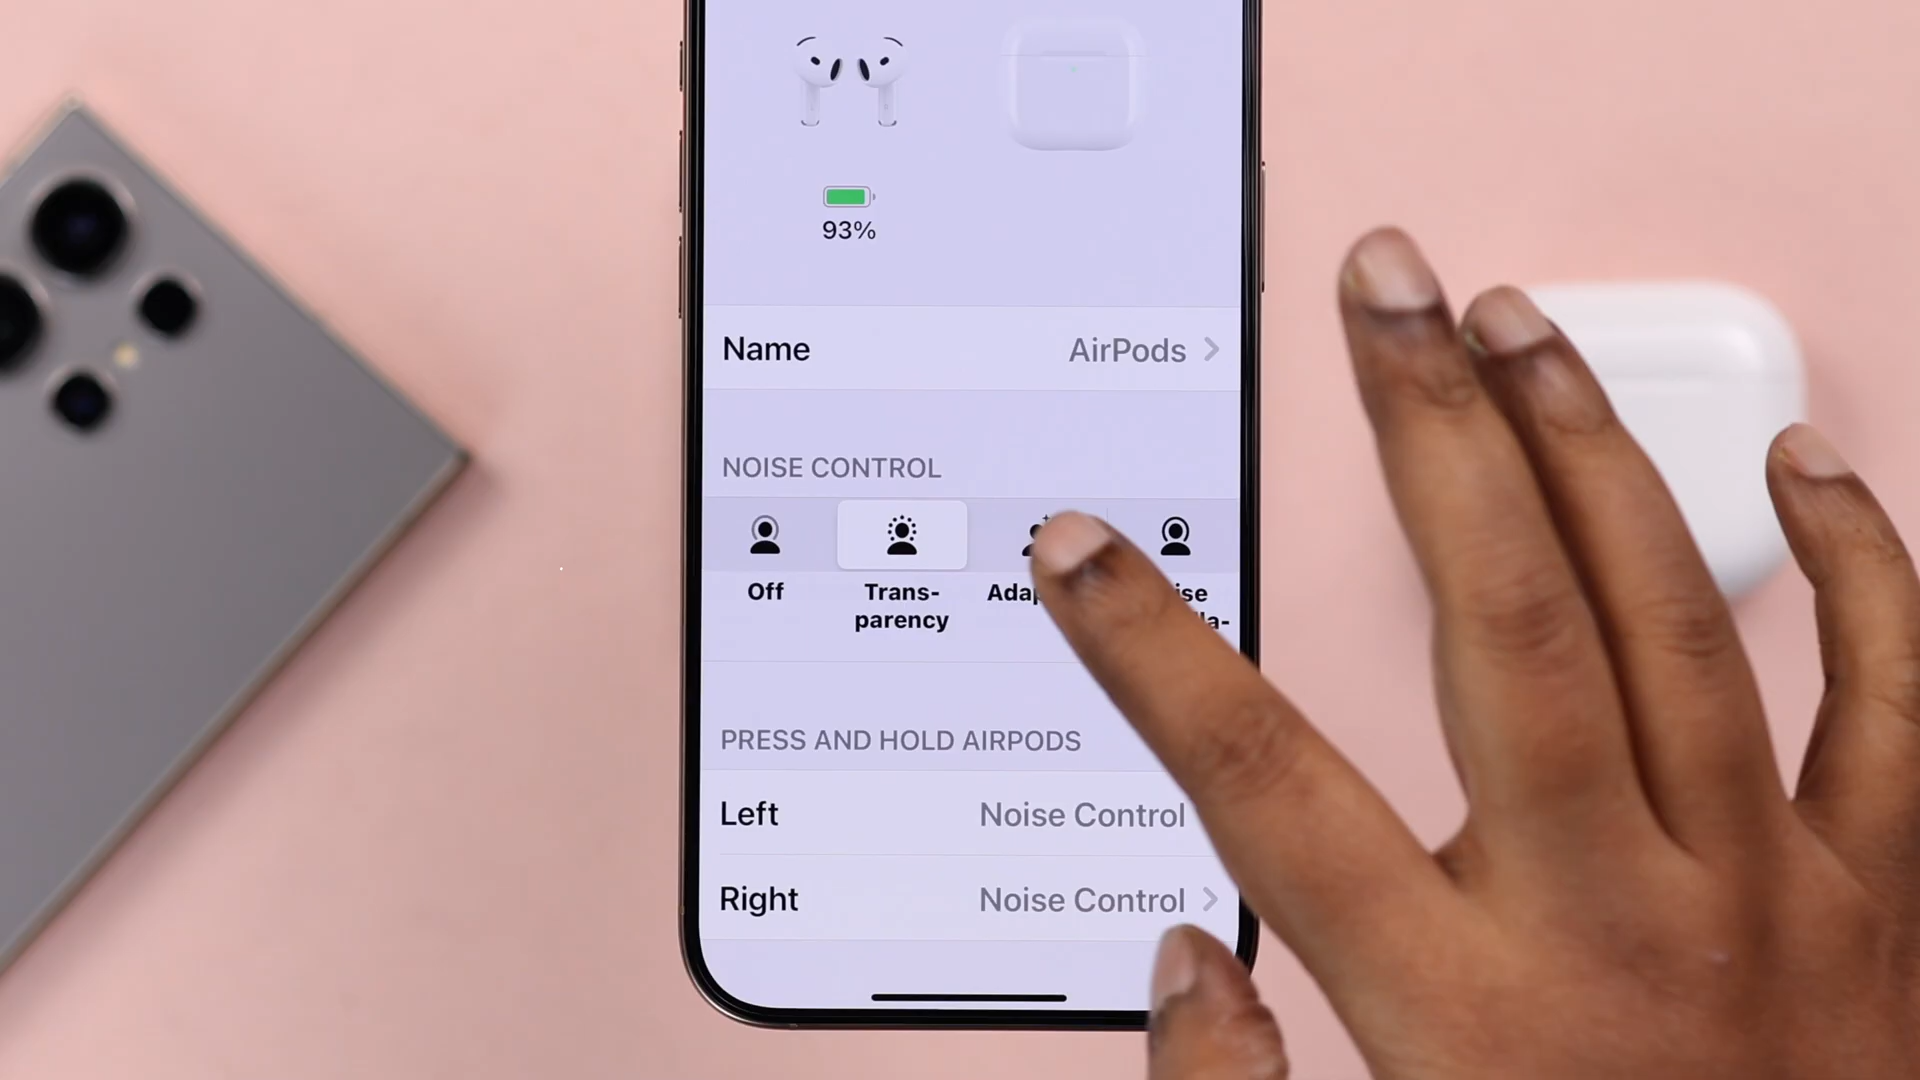 93%
Name AirPods
NOISE CONTROL
Off Trans-
parency
PRESS AND HOLD AIRPODS
Left Noise Control
Right Noise Control